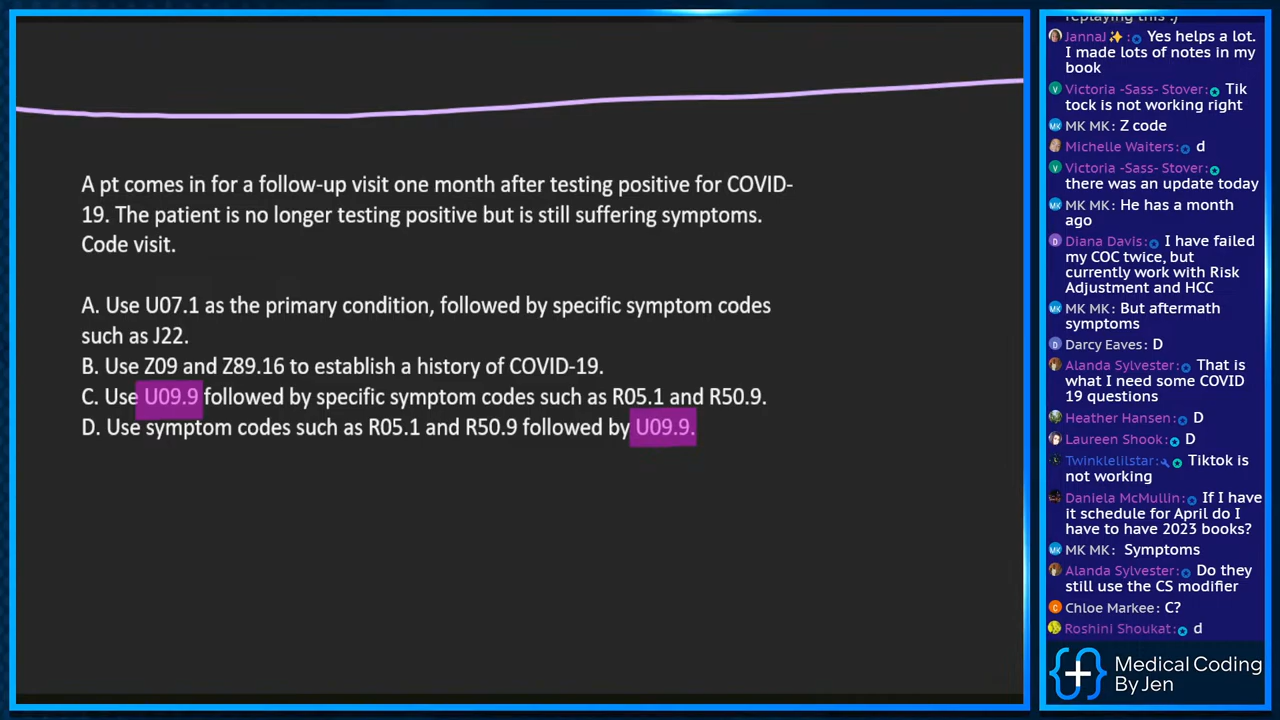 A pt comes in for a follow-up visit one month after testing positive for COVID-
19. The patient is no longer testing positive but is still suffering symptoms.
Code visit.
A. Use U07.1 as the primary condition, followed by specific symptom codes
such as J22.
B. Use Z09 and Z89.16 to establish a history of COVID-19.
C. Use U09.9 followed by specific symptom codes such as R05.1 and R50.9.
D. Use symptom codes such as R05.1 and R50.9 followed by U09.9.
replaying this :)
JannaJ✨: Yes helps a lot.
I made lots of notes in my
book
Victoria -Sass- Stover: Tik
tock is not working right
MK MK: Z code
Michelle Waiters: d
Victoria -Sass- Stover:
there was an update today
MK MK: He has a month
ago
Diana Davis: I have failed
my COC twice, but
currently work with Risk
Adjustment and HCC
MK MK: But aftermath
symptoms
Darcy Eaves: D
Alanda Sylvester: That is
what I need some COVID
19 questions
Heather Hansen: D
Laureen Shook: D
Twinklelilstar: Tiktok is
not working
Daniela McMullin: If I have
it schedule for April do I
have to have 2023 books?
MK MK: Symptoms
Alanda Sylvester: Do they
still use the CS modifier
Chloe Markee: C?
Roshini Shoukat: d
Medical Coding
By Jen